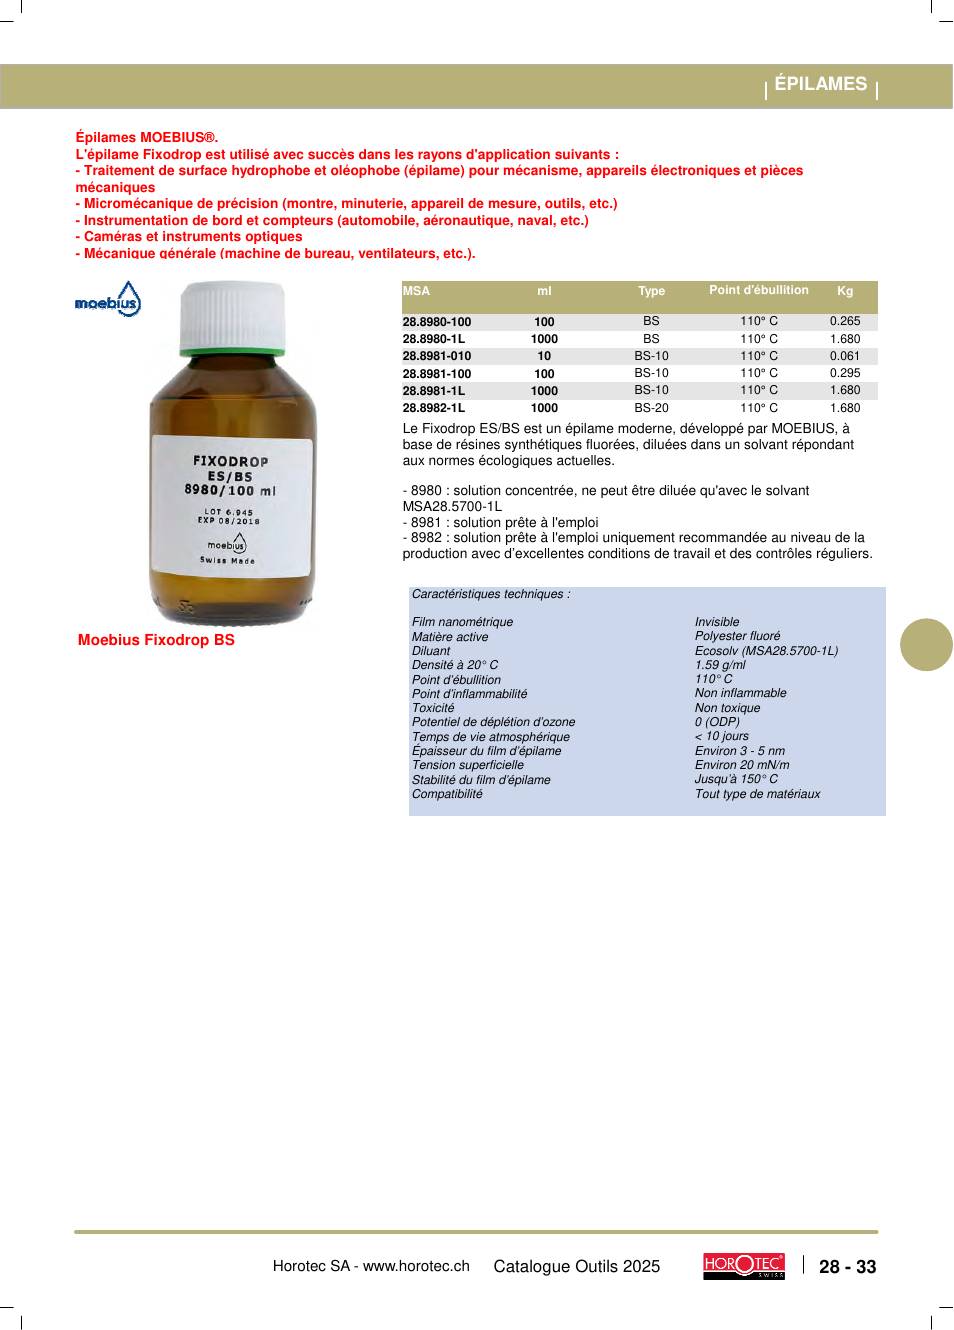 ÉPILAMES
Épilames MOEBIUS®.
L'épilame Fixodrop est utilisé avec succès dans les rayons d'application suivants :
- Traitement de surface hydrophobe et oléophobe (épilame) pour mécanisme, appareils électroniques et pièces
mécaniques
- Micromécanique de précision (montre, minuterie, appareil de mesure, outils, etc.)
- Instrumentation de bord et compteurs (automobile, aéronautique, naval, etc.)
- Caméras et instruments optiques
- Mécanique générale (machine de bureau, ventilateurs, etc.).
moebius
FIXODROP
ES/BS
8980/100 ml
LOT 6.945
EXP 08/2018
moebius
Swiss Made
Moebius Fixodrop BS
MSA ml Type Point d'ébullition Kg
28.8980-100 100 BS 110° C 0.265
28.8980-1L 1000 BS 110° C 1.680
28.8981-010 10 BS-10 110° C 0.061
28.8981-100 100 BS-10 110° C 0.295
28.8981-1L 1000 BS-10 110° C 1.680
28.8982-1L 1000 BS-20 110° C 1.680
Le Fixodrop ES/BS est un épilame moderne, développé par MOEBIUS, à
base de résines synthétiques fluorées, diluées dans un solvant répondant
aux normes écologiques actuelles.
- 8980 : solution concentrée, ne peut être diluée qu'avec le solvant
MSA28.5700-1L
- 8981 : solution prête à l'emploi
- 8982 : solution prête à l'emploi uniquement recommandée au niveau de la
production avec d’excellentes conditions de travail et des contrôles réguliers.
Caractéristiques techniques :
Film nanométrique Invisible
Matière active Polyester fluoré
Diluant Ecosolv (MSA28.5700-1L)
Densité à 20° C 1.59 g/ml
Point d’ébullition 110° C
Point d’inflammabilité Non inflammable
Toxicité Non toxique
Potentiel de déplétion d’ozone 0 (ODP)
Temps de vie atmosphérique < 10 jours
Épaisseur du film d’épilame Environ 3 - 5 nm
Tension superficielle Environ 20 mN/m
Stabilité du film d’épilame Jusqu’à 150° C
Compatibilité Tout type de matériaux
Horotec SA - www.horotec.ch Catalogue Outils 2025 HOROTEC SWISS 28 - 33